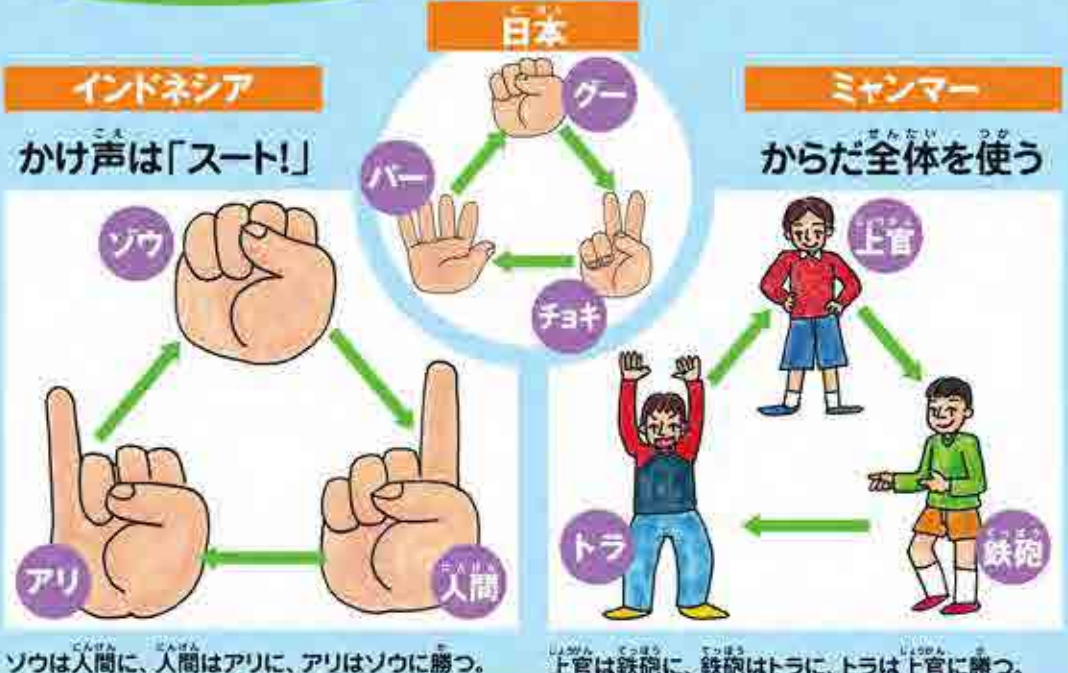 日本
グー
パー
チョキ
インドネシア
かけ声は「スート!」
ゾウ
アリ
人間
ゾウは人間に、人間はアリに、アリはゾウに勝つ。
ミャンマー
からだ全体を使う
上官
トラ
鉄砲
上官は鉄砲に、鉄砲はトラに、トラは上官に勝つ。